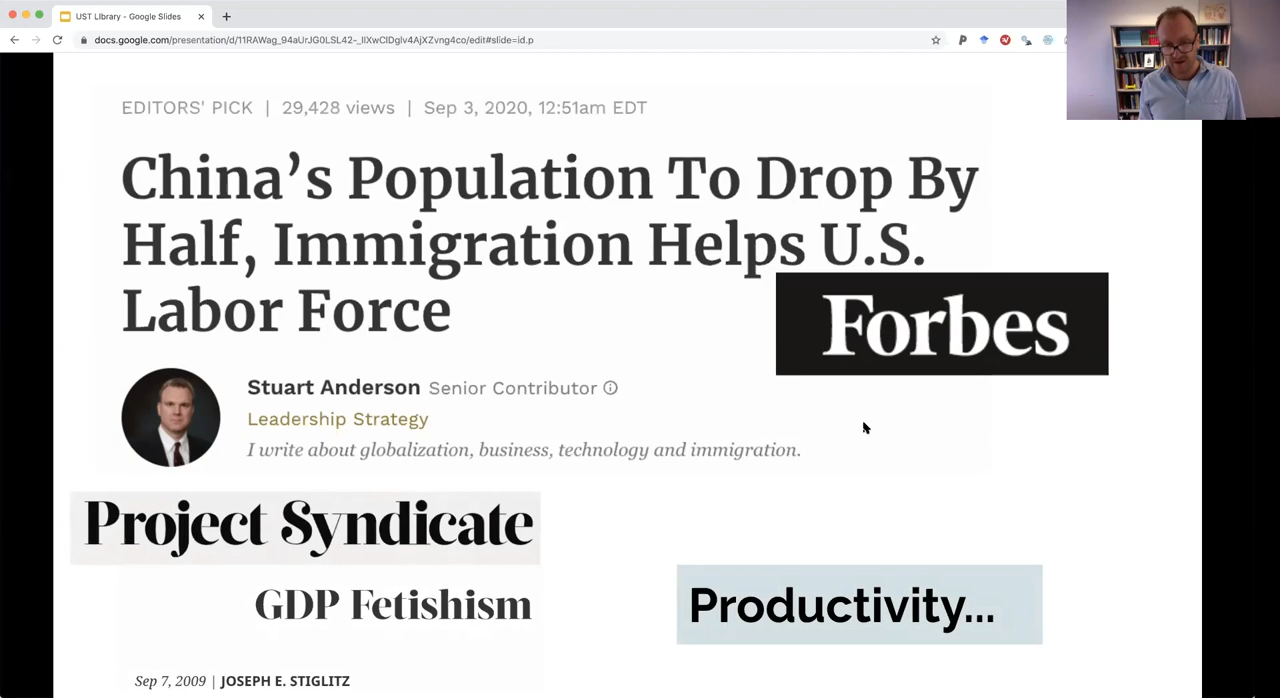 UST LIbrary - Google Slides
docs.google.com/presentation/d/11RAWag_94aUrJG0LSL42-_IIXwClDglv4AjXZvng4co/edit#slide=id.p
EDITORS' PICK | 29,428 views | Sep 3, 2020, 12:51am EDT
China's Population To Drop By
Half, Immigration Helps U.S.
Labor Force
Forbes
Stuart Anderson Senior Contributor
Leadership Strategy
I write about globalization, business, technology and immigration.
Project Syndicate
GDP Fetishism
Productivity...
Sep 7, 2009 | JOSEPH E. STIGLITZ